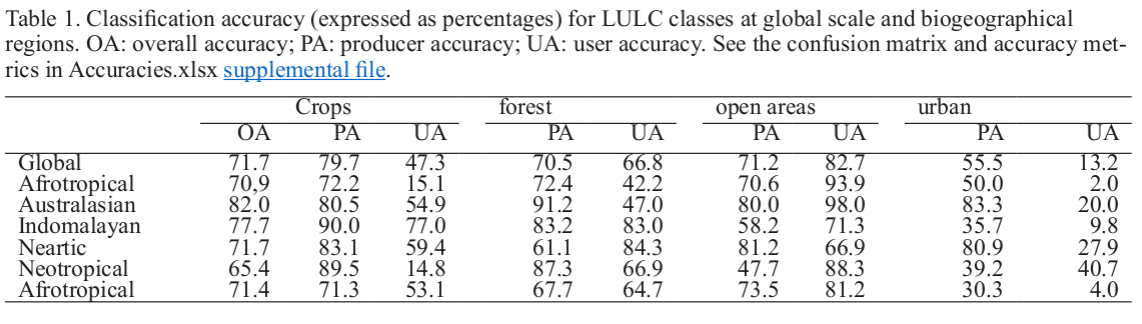 Table 1. Classification accuracy (expressed as percentages) for LULC classes at global scale and biogeographical
regions. OA: overall accuracy; PA: producer accuracy; UA: user accuracy. See the confusion matrix and accuracy met-
rics in Accuracies.xlsx supplemental file.
Crops forest open areas urban
OA PA UA PA UA PA UA PA UA
Global 71.7 79.7 47.3 70.5 66.8 71.2 82.7 55.5 13.2
Afrotropical 70,9 72.2 15.1 72.4 42.2 70.6 93.9 50.0 2.0
Australasian 82.0 80.5 54.9 91.2 47.0 80.0 98.0 83.3 20.0
Indomalayan 77.7 90.0 77.0 83.2 83.0 58.2 71.3 35.7 9.8
Neartic 71.7 83.1 59.4 61.1 84.3 81.2 66.9 80.9 27.9
Neotropical 65.4 89.5 14.8 87.3 66.9 47.7 88.3 39.2 40.7
Afrotropical 71.4 71.3 53.1 67.7 64.7 73.5 81.2 30.3 4.0